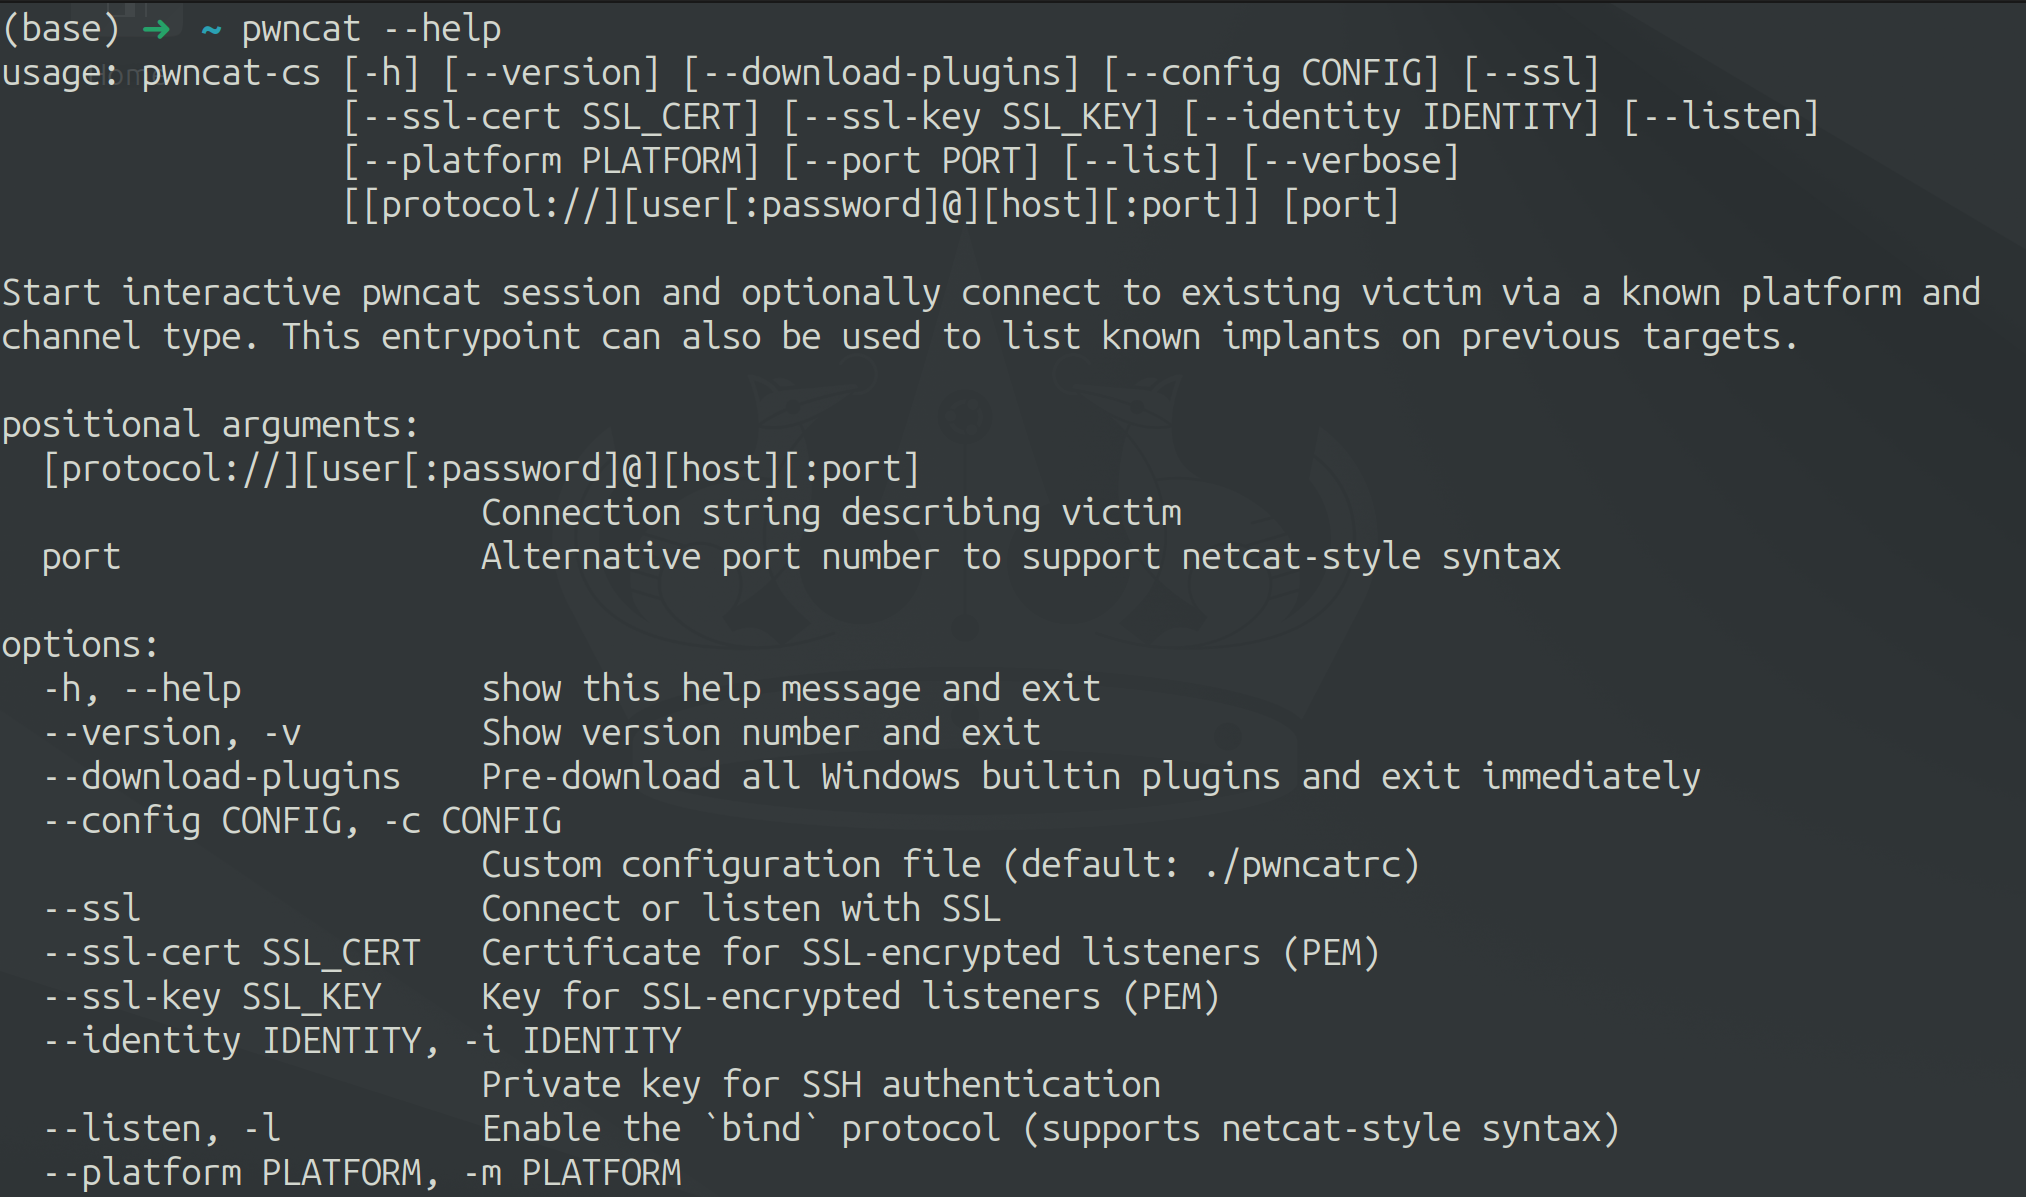 (base) ➜ ~ pwncat --help
usage: pwncat-cs [-h] [--version] [--download-plugins] [--config CONFIG] [--ssl]
[--ssl-cert SSL_CERT] [--ssl-key SSL_KEY] [--identity IDENTITY] [--listen]
[--platform PLATFORM] [--port PORT] [--list] [--verbose]
[[protocol://][user[:password]@][host][:port]] [port]
Start interactive pwncat session and optionally connect to existing victim via a known platform and
channel type. This entrypoint can also be used to list known implants on previous targets.
positional arguments:
[protocol://][user[:password]@][host][:port]
Connection string describing victim
port Alternative port number to support netcat-style syntax
options:
-h, --help show this help message and exit
--version, -v Show version number and exit
--download-plugins Pre-download all Windows builtin plugins and exit immediately
--config CONFIG, -c CONFIG
Custom configuration file (default: ./pwncatrc)
--ssl Connect or listen with SSL
--ssl-cert SSL_CERT Certificate for SSL-encrypted listeners (PEM)
--ssl-key SSL_KEY Key for SSL-encrypted listeners (PEM)
--identity IDENTITY, -i IDENTITY
Private key for SSH authentication
--listen, -l Enable the `bind` protocol (supports netcat-style syntax)
--platform PLATFORM, -m PLATFORM